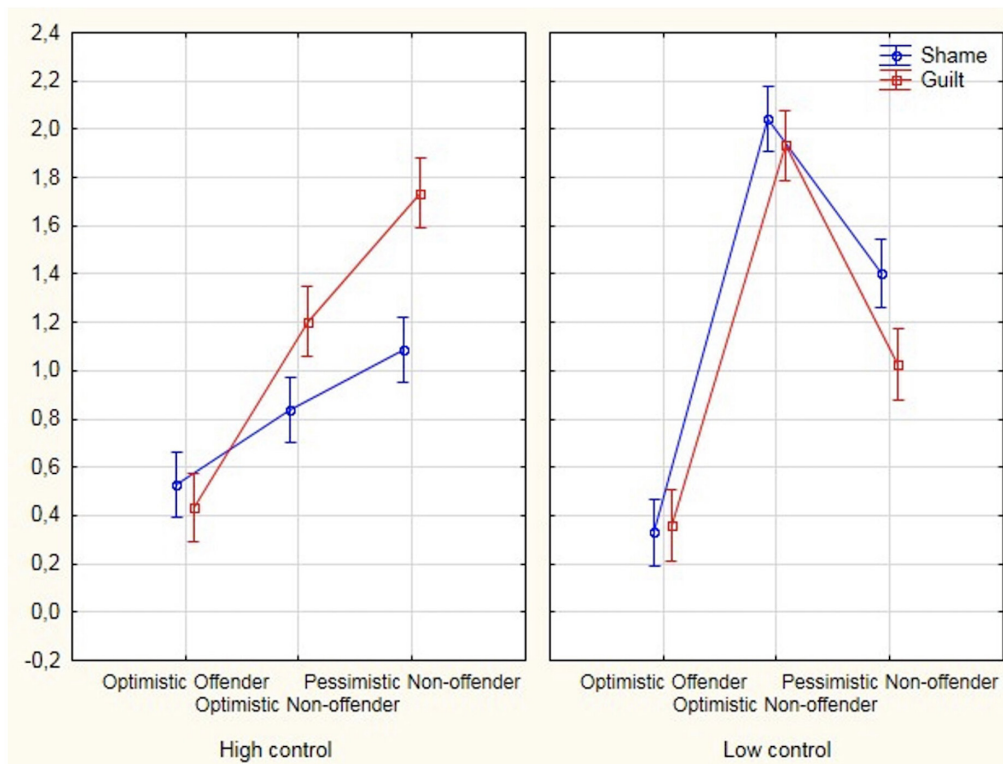 2,4
2,2
2,0
1,8
1,6
1,4
1,2
1,0
0,8
0,6
0,4
0,2
0,0
-0,2
Shame
Guilt
Optimistic Offender Pessimistic Non-offender
Optimistic Non-offender
High control
Optimistic Offender Pessimistic Non-offender
Optimistic Non-offender
Low control